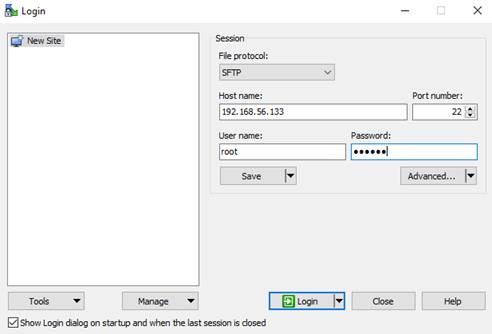 Login
New Site
Session
File protocol:
SFTP
Host name:
Port number:
192.168.56.133
22
User name:
Password:
root
••••••
Save
Advanced...
Tools
Manage
Login
Close
Help
Show Login dialog on startup and when the last session is closed